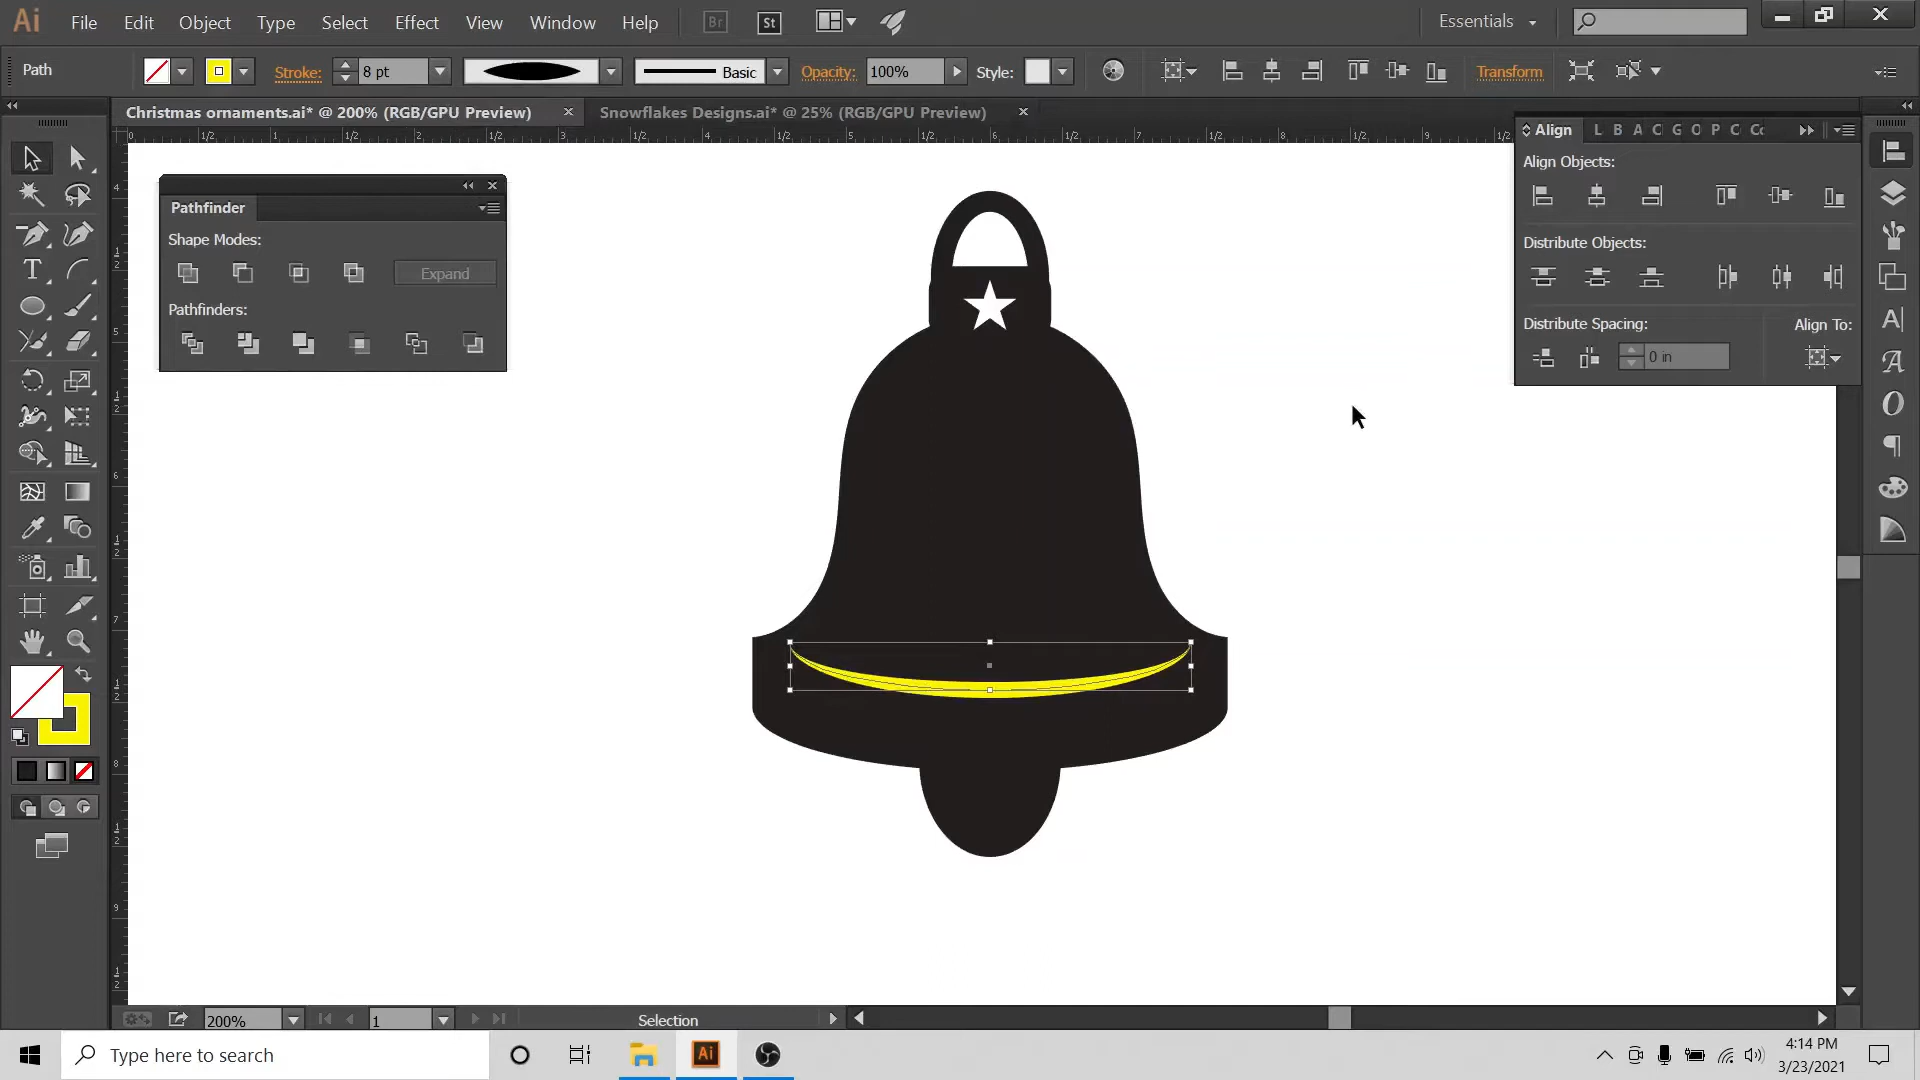 Ai File Edit Object Type Select Effect View Window Help Br St Essentials
Path Stroke: 8 pt Basic Opacity: 100% Style: Transform
Christmas ornaments.ai* @ 200% (RGB/GPU Preview) Snowflakes Designs.ai* @ 25% (RGB/GPU Preview)
Align L B A C G O P C Cc
Align Objects:
Distribute Objects:
Distribute Spacing: Align To:
0 in
Pathfinder
Shape Modes:
Expand
Pathfinders:
200% 1 Selection
Type here to search
Ai
4:14 PM
3/23/2021